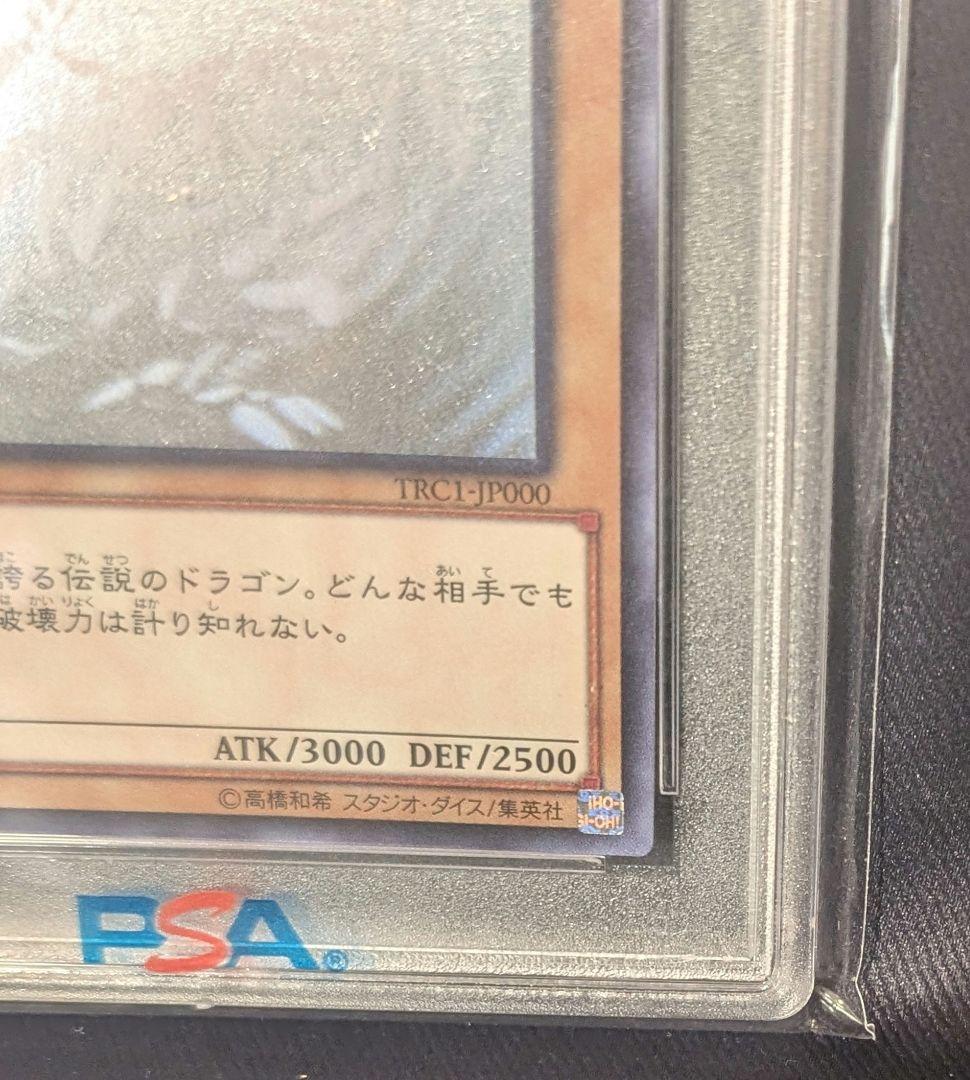 TRC1-JP000
誇る伝説のドラゴン。どんな相手でも
破壊力は計り知れない。
ATK/3000 DEF/2500
©高橋和希 スタジオ・ダイス/集英社
PSA®